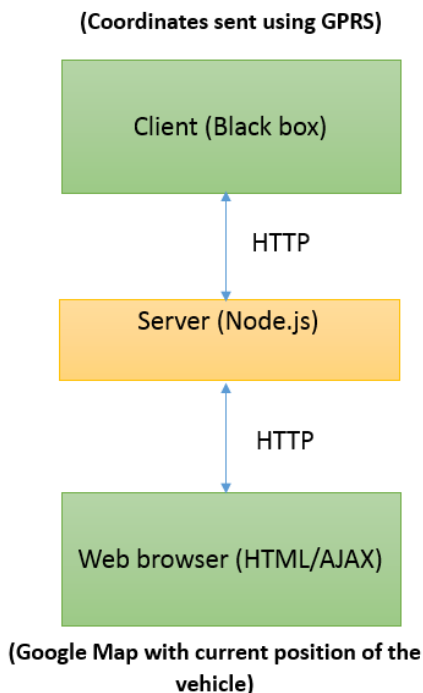 (Coordinates sent using GPRS)
Client (Black box)
HTTP
Server (Node.js)
HTTP
Web browser (HTML/AJAX)
(Google Map with current position of the
vehicle)